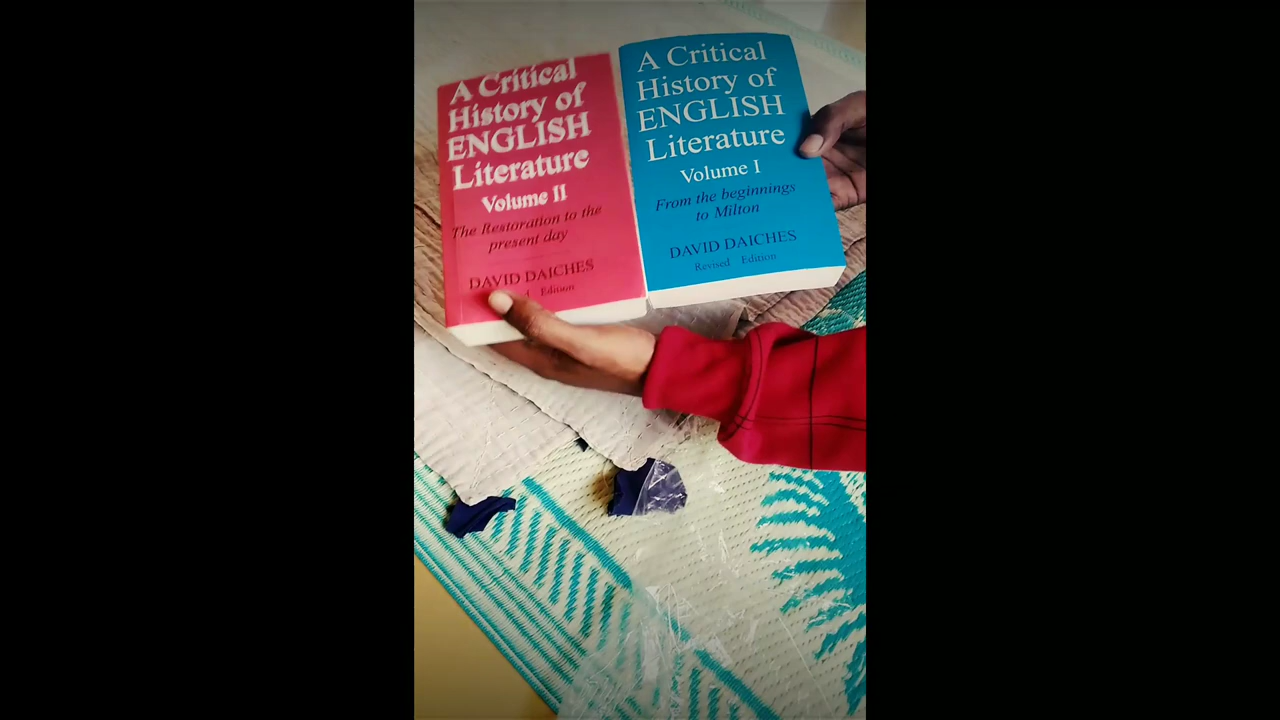 A Critical
History of
ENGLISH
Literature
Volume II
The Restoration to the
present day
DAVID DAICHES
Edition
A Critical
History of
ENGLISH
Literature
Volume I
From the beginnings
to Milton
DAVID DAICHES
Revised Edition